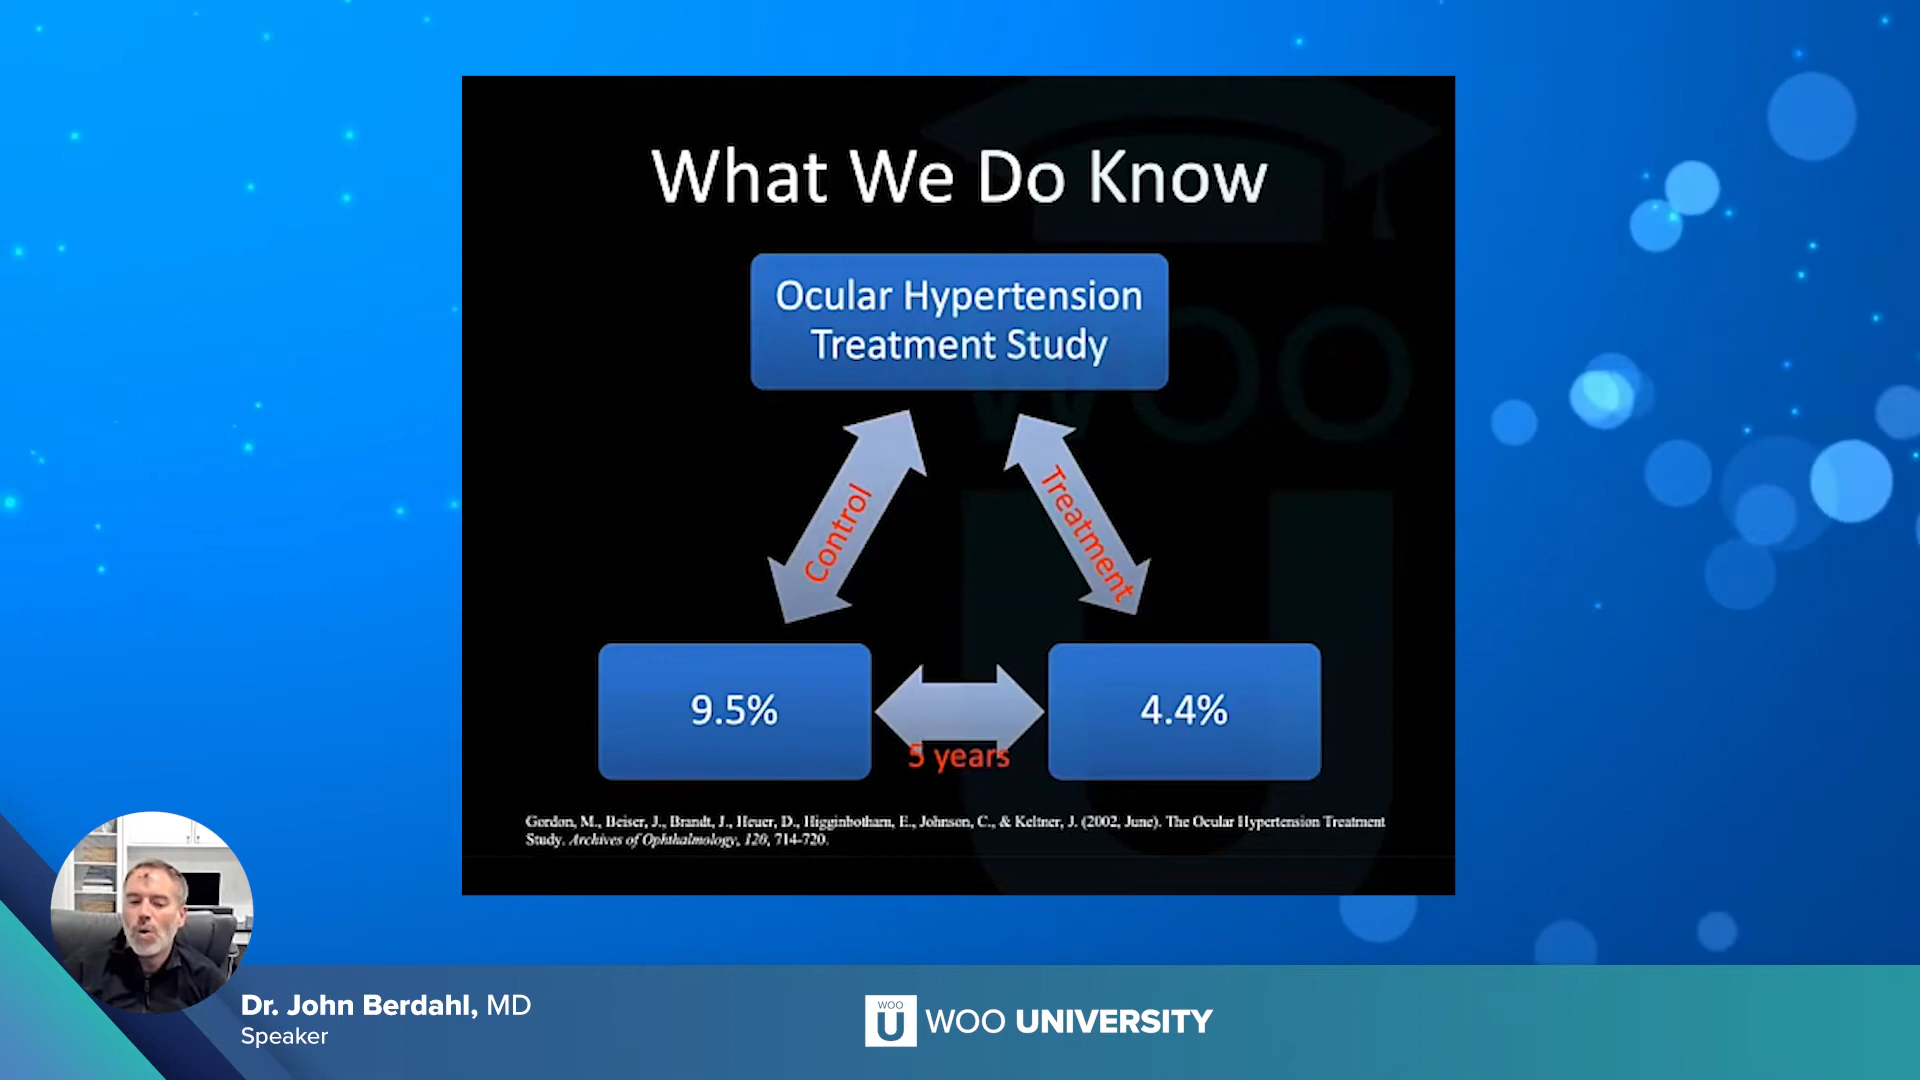 What We Do Know
Ocular Hypertension
Treatment Study
Control
Treatment
9.5%
5 years
4.4%
Gordon, M., Beiser, J., Brandt, J., Heuer, D., Higginbotham, E., Johnson, C., & Keltner, J. (2002, June). The Ocular Hypertension Treatment
Study. Archives of Ophthalmology, 120, 714-720.
WOO
U
Dr. John Berdahl, MD
Speaker
WOO
U
WOO UNIVERSITY